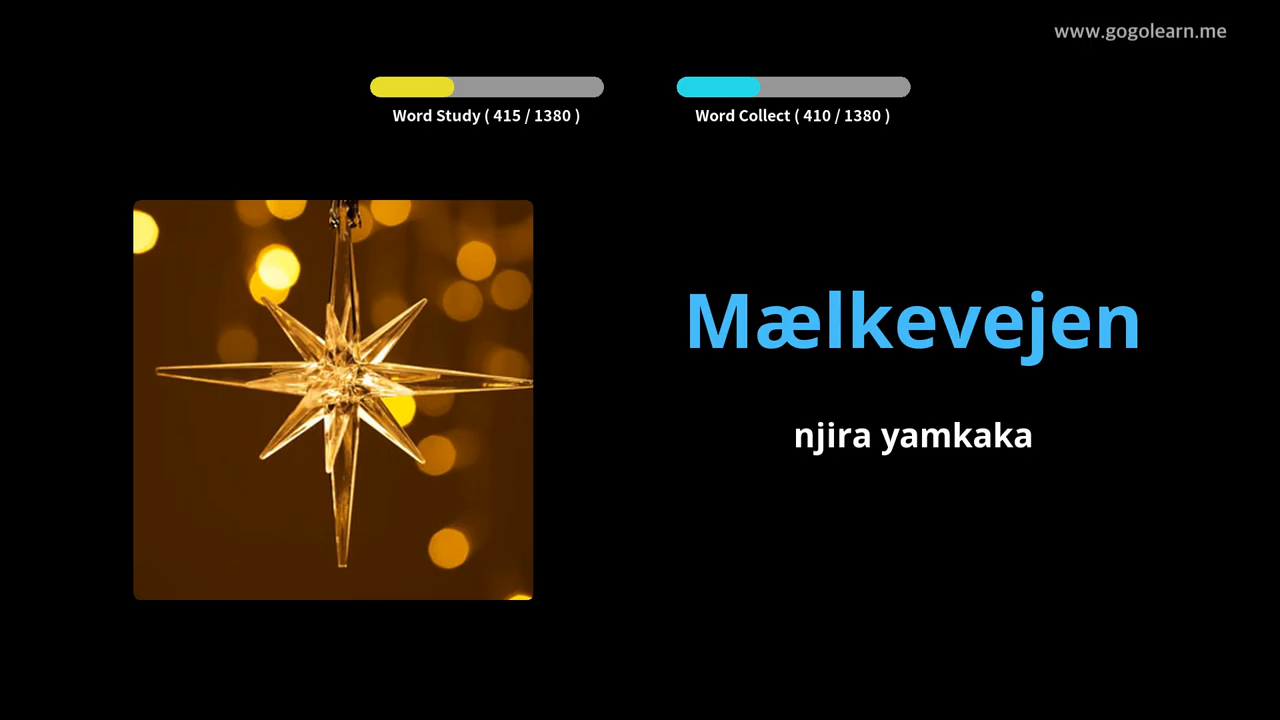 www.gogolearn.me
Word Study ( 415 / 1380 )
Word Collect ( 410 / 1380 )
Mælkevejen
njira yamkaka